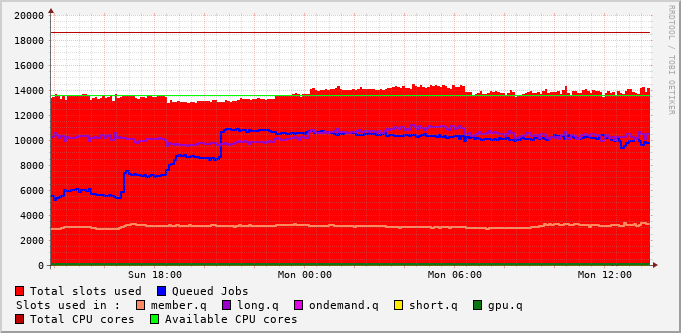 20000
18000
16000
14000
12000
10000
8000
6000
4000
2000
0
Sun 18:00 Mon 00:00 Mon 06:00 Mon 12:00
Total slots used Queued Jobs
Slots used in : member.q long.q ondemand.q short.q gpu.q
Total CPU cores Available CPU cores
RRDTOOL / TOBI OETIKER